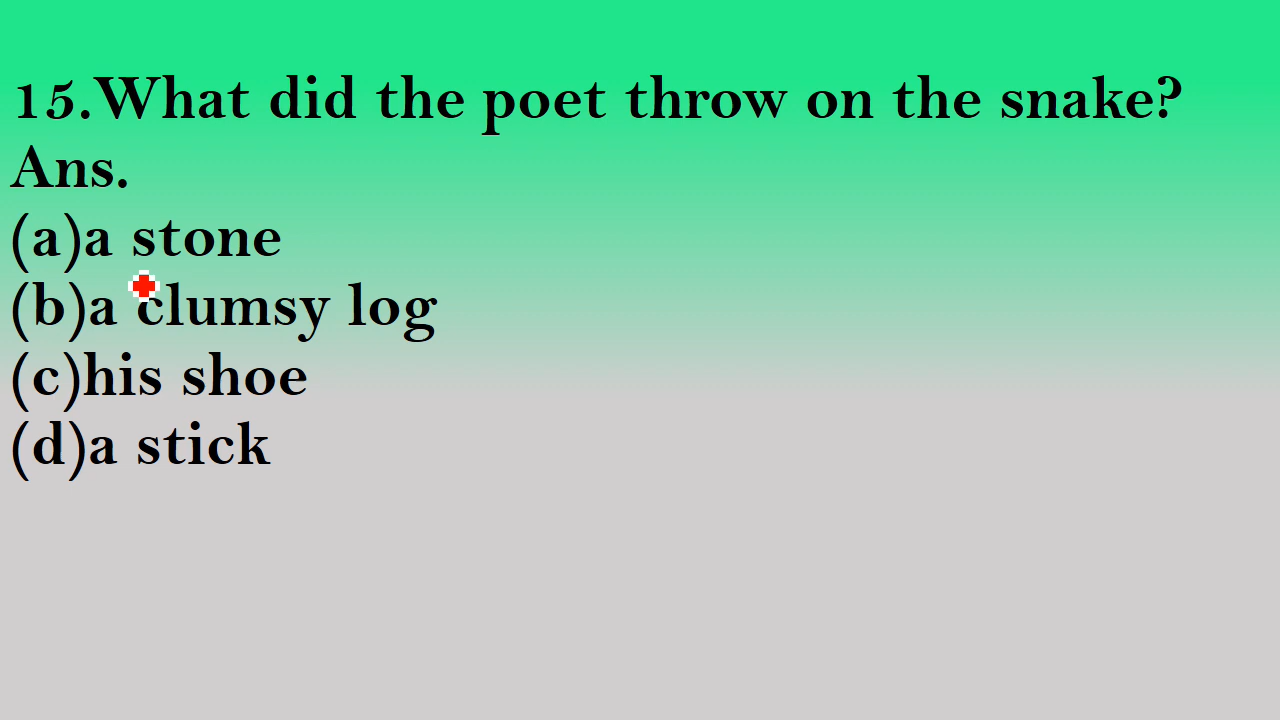 15.What did the poet throw on the snake?
Ans.
(a)a stone
(b)a clumsy log
(c)his shoe
(d)a stick